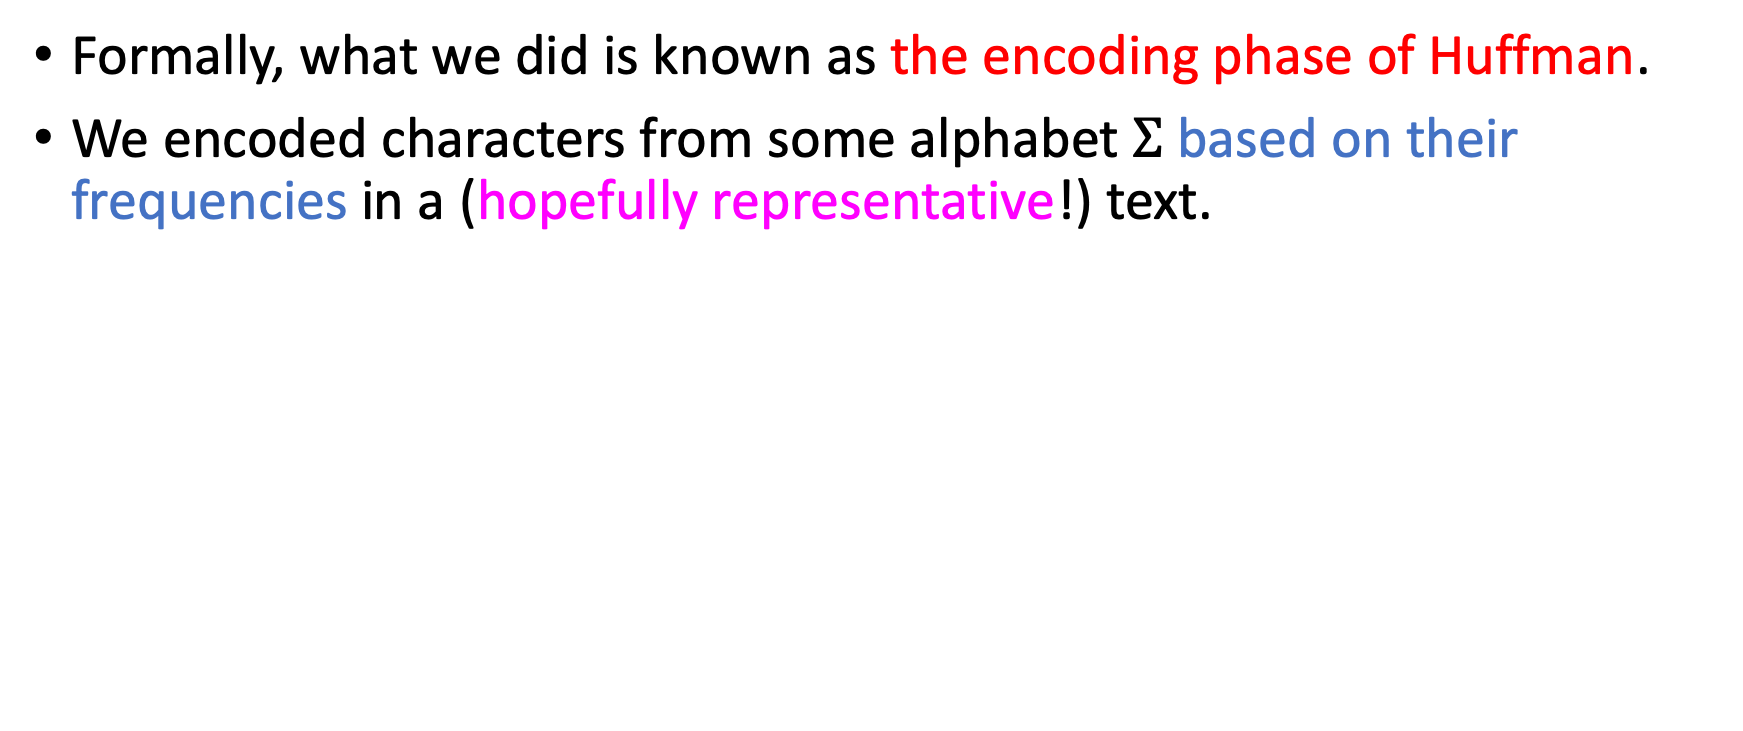 • Formally, what we did is known as the encoding phase of Huffman.
• We encoded characters from some alphabet Σ based on their
frequencies in a (hopefully representative!) text.